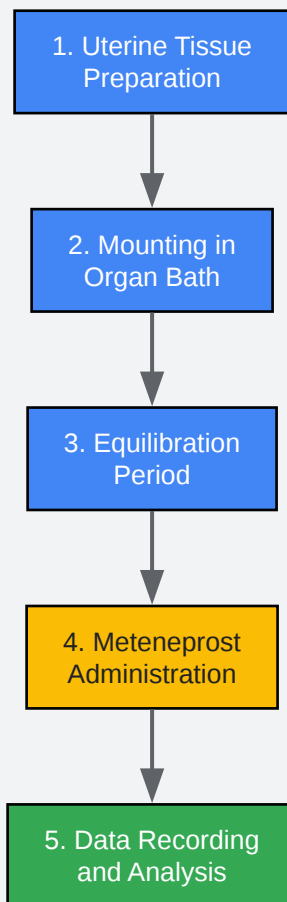 1. Uterine Tissue
Preparation
2. Mounting in
Organ Bath
3. Equilibration
Period
4. Meteneprost
Administration
5. Data Recording
and Analysis